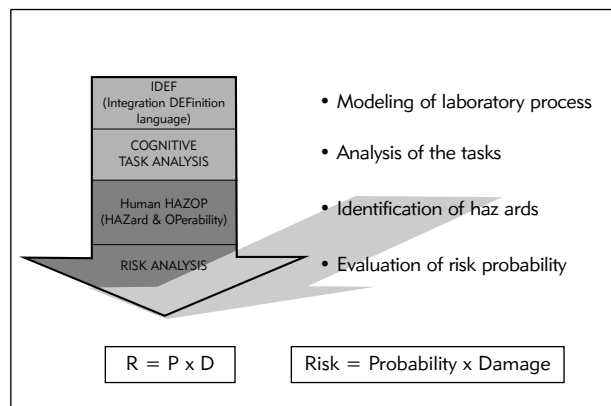 IDEF
(Integration DEFinition
language)
• Modeling of laboratory process
COGNITIVE
TASK ANALYSIS
• Analysis of the tasks
Human HAZOP
(HAZard & OPerability)
• Identification of haz ards
RISK ANALYSIS
• Evaluation of risk probability
R = P x D
Risk = Probability x Damage